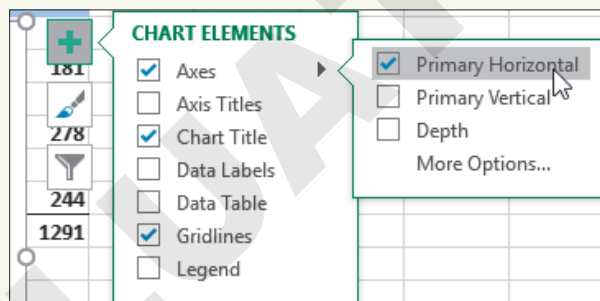 CHART ELEMENTS
Axes
Axis Titles
Chart Title
Data Labels
Data Table
Gridlines
Legend
Primary Horizontal
Primary Vertical
Depth
More Options...
181
278
244
1291